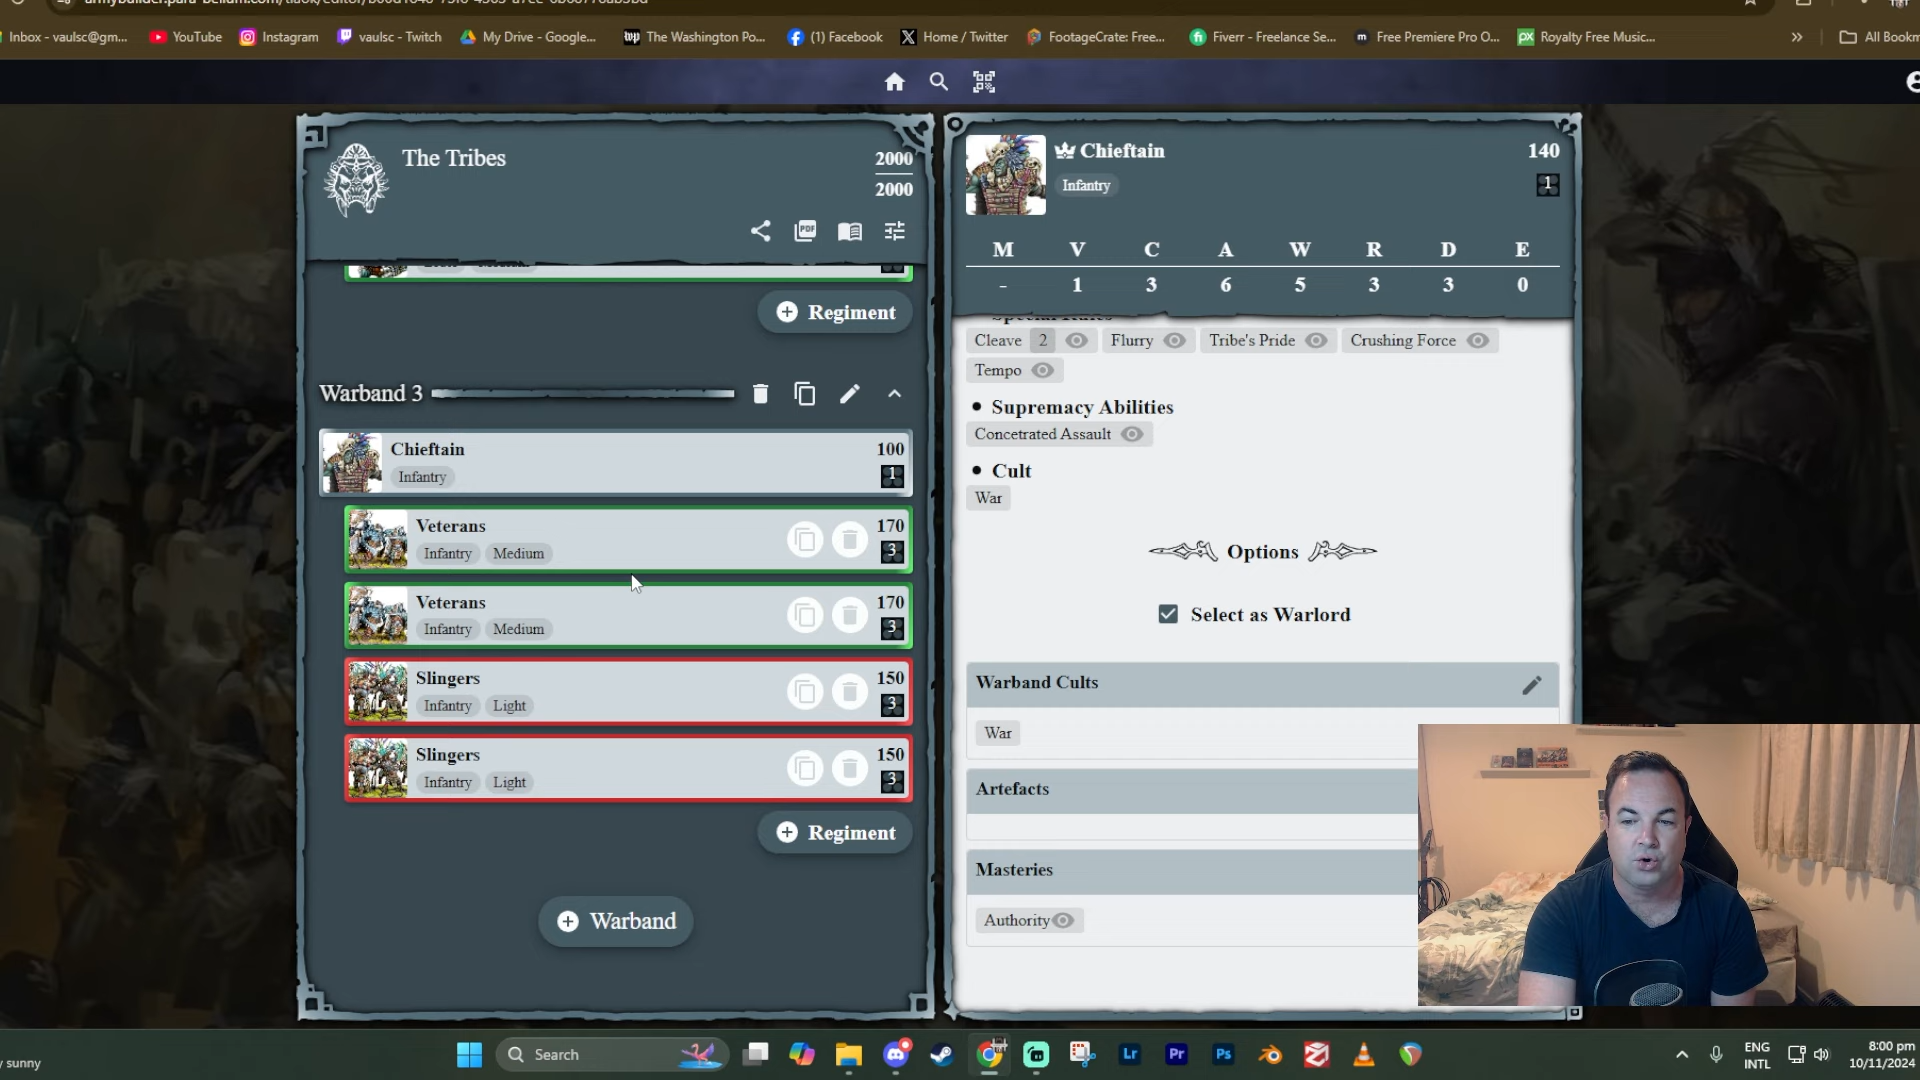 Inbox - vaulsc@gm...
YouTube
Instagram
vaulsc - Twitch
My Drive - Google...
The Washington Po...
(1) Facebook
Home / Twitter
FootageCrate: Free...
Fiverr - Freelance Se...
Free Premiere Pro O...
Royalty Free Music...
All Bookm
The Tribes
2000
2000
Regiment
Warband 3
Chieftain
100
Infantry
1
Veterans
170
Infantry
Medium
3
Veterans
170
Infantry
Medium
3
Slingers
150
Infantry
Light
3
Slingers
150
Infantry
Light
3
Regiment
Warband
Chieftain
140
Infantry
1
M V C A W R D E
- 1 3 6 5 3 3 0
Special Rules
Cleave 2
Flurry
Tribe's Pride
Crushing Force
Tempo
Supremacy Abilities
Concetrated Assault
Cult
War
Options
Select as Warlord
Warband Cults
War
Artefacts
Masteries
Authority
sunny
Search
Lr
Pr
Ps
ENG
INTL
8:00 pm
10/11/2024